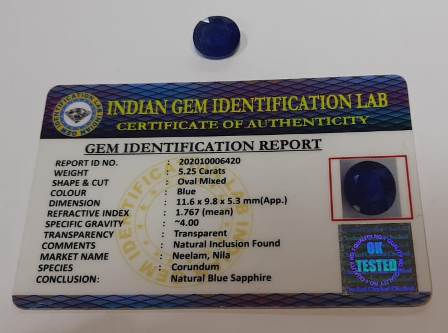 INDIAN GEM IDENTIFICATION LAB
CERTIFICATE OF AUTHENTICITY
GEM IDENTIFICATION REPORT
REPORT ID NO. : 202010006420
WEIGHT : 5.25 Carats
SHAPE & CUT : Oval Mixed
COLOUR : Blue
DIMENSION : 11.6 x 9.8 x 5.3 mm(App.)
REFRACTIVE INDEX : 1.767 (mean)
SPECIFIC GRAVITY : ~4.00
TRANSPARENCY : Transparent
COMMENTS : Natural Inclusion Found
MARKET NAME : Neelam, Nila
SPECIES : Corundum
CONCLUSION: : Natural Blue Sapphire
OK
TESTED